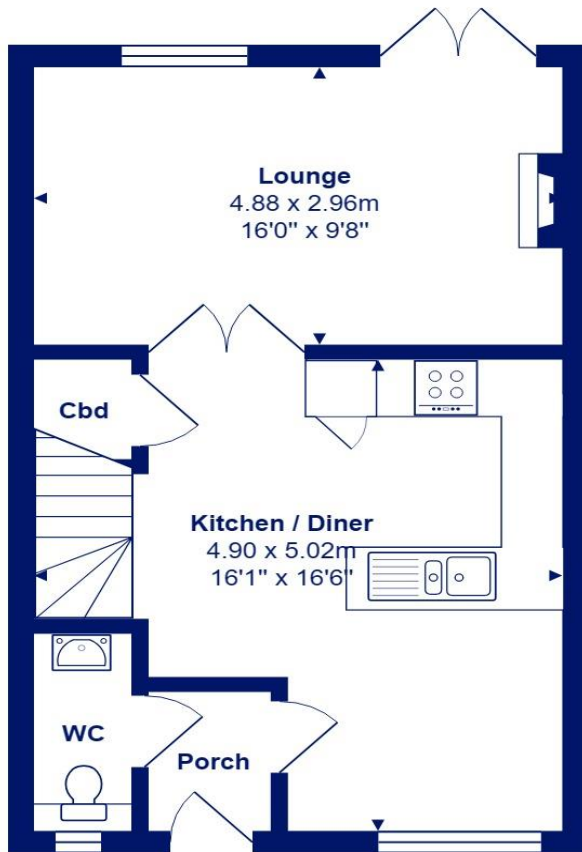 Lounge
4.88 x 2.96m
16'0" x 9'8"
Cbd
Kitchen / Diner
4.90 x 5.02m
16'1" x 16'6"
WC
Porch